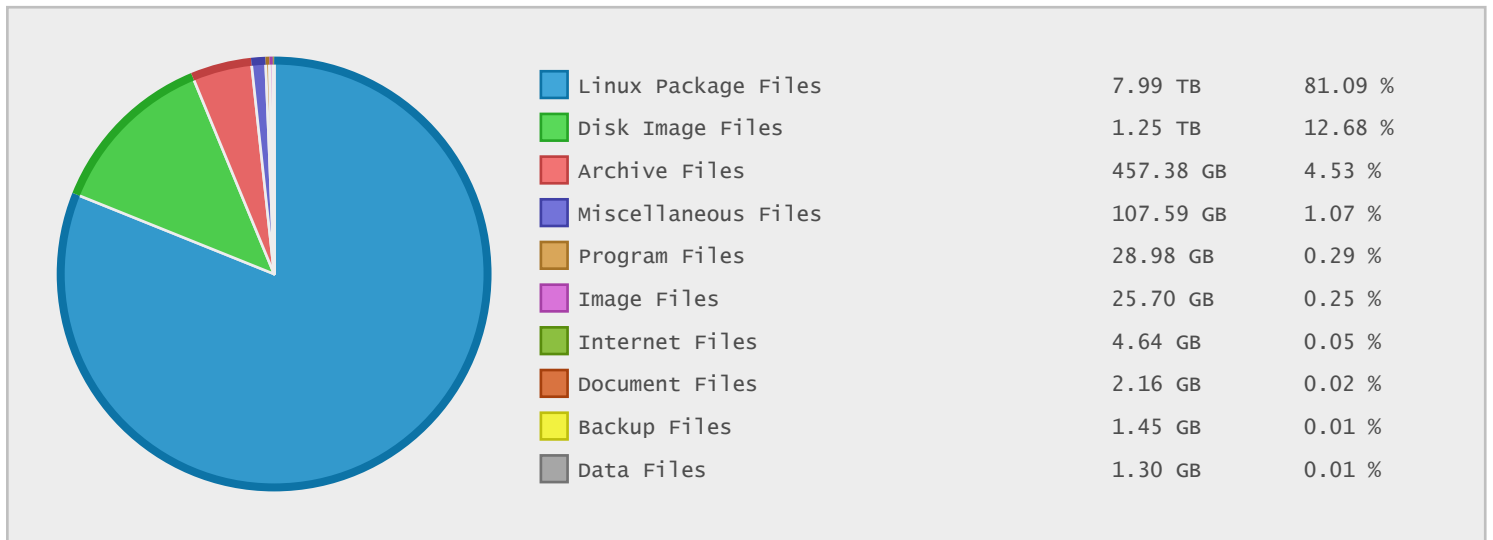 Linux Package Files 7.99 TB 81.09 %
Disk Image Files 1.25 TB 12.68 %
Archive Files 457.38 GB 4.53 %
Miscellaneous Files 107.59 GB 1.07 %
Program Files 28.98 GB 0.29 %
Image Files 25.70 GB 0.25 %
Internet Files 4.64 GB 0.05 %
Document Files 2.16 GB 0.02 %
Backup Files 1.45 GB 0.01 %
Data Files 1.30 GB 0.01 %